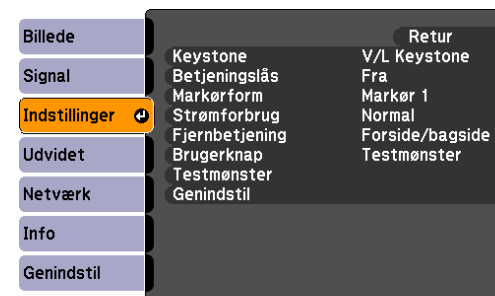 Billede
Signal
Indstillinger
Udvidet
Netværk
Info
Genindstil
Retur
Keystone V/L Keystone
Betjeningslås Fra
Markørform Markør 1
Strømforbrug Normal
Fjernbetjening Forside/bagside
Brugerknap Testmønster
Testmønster
Genindstil